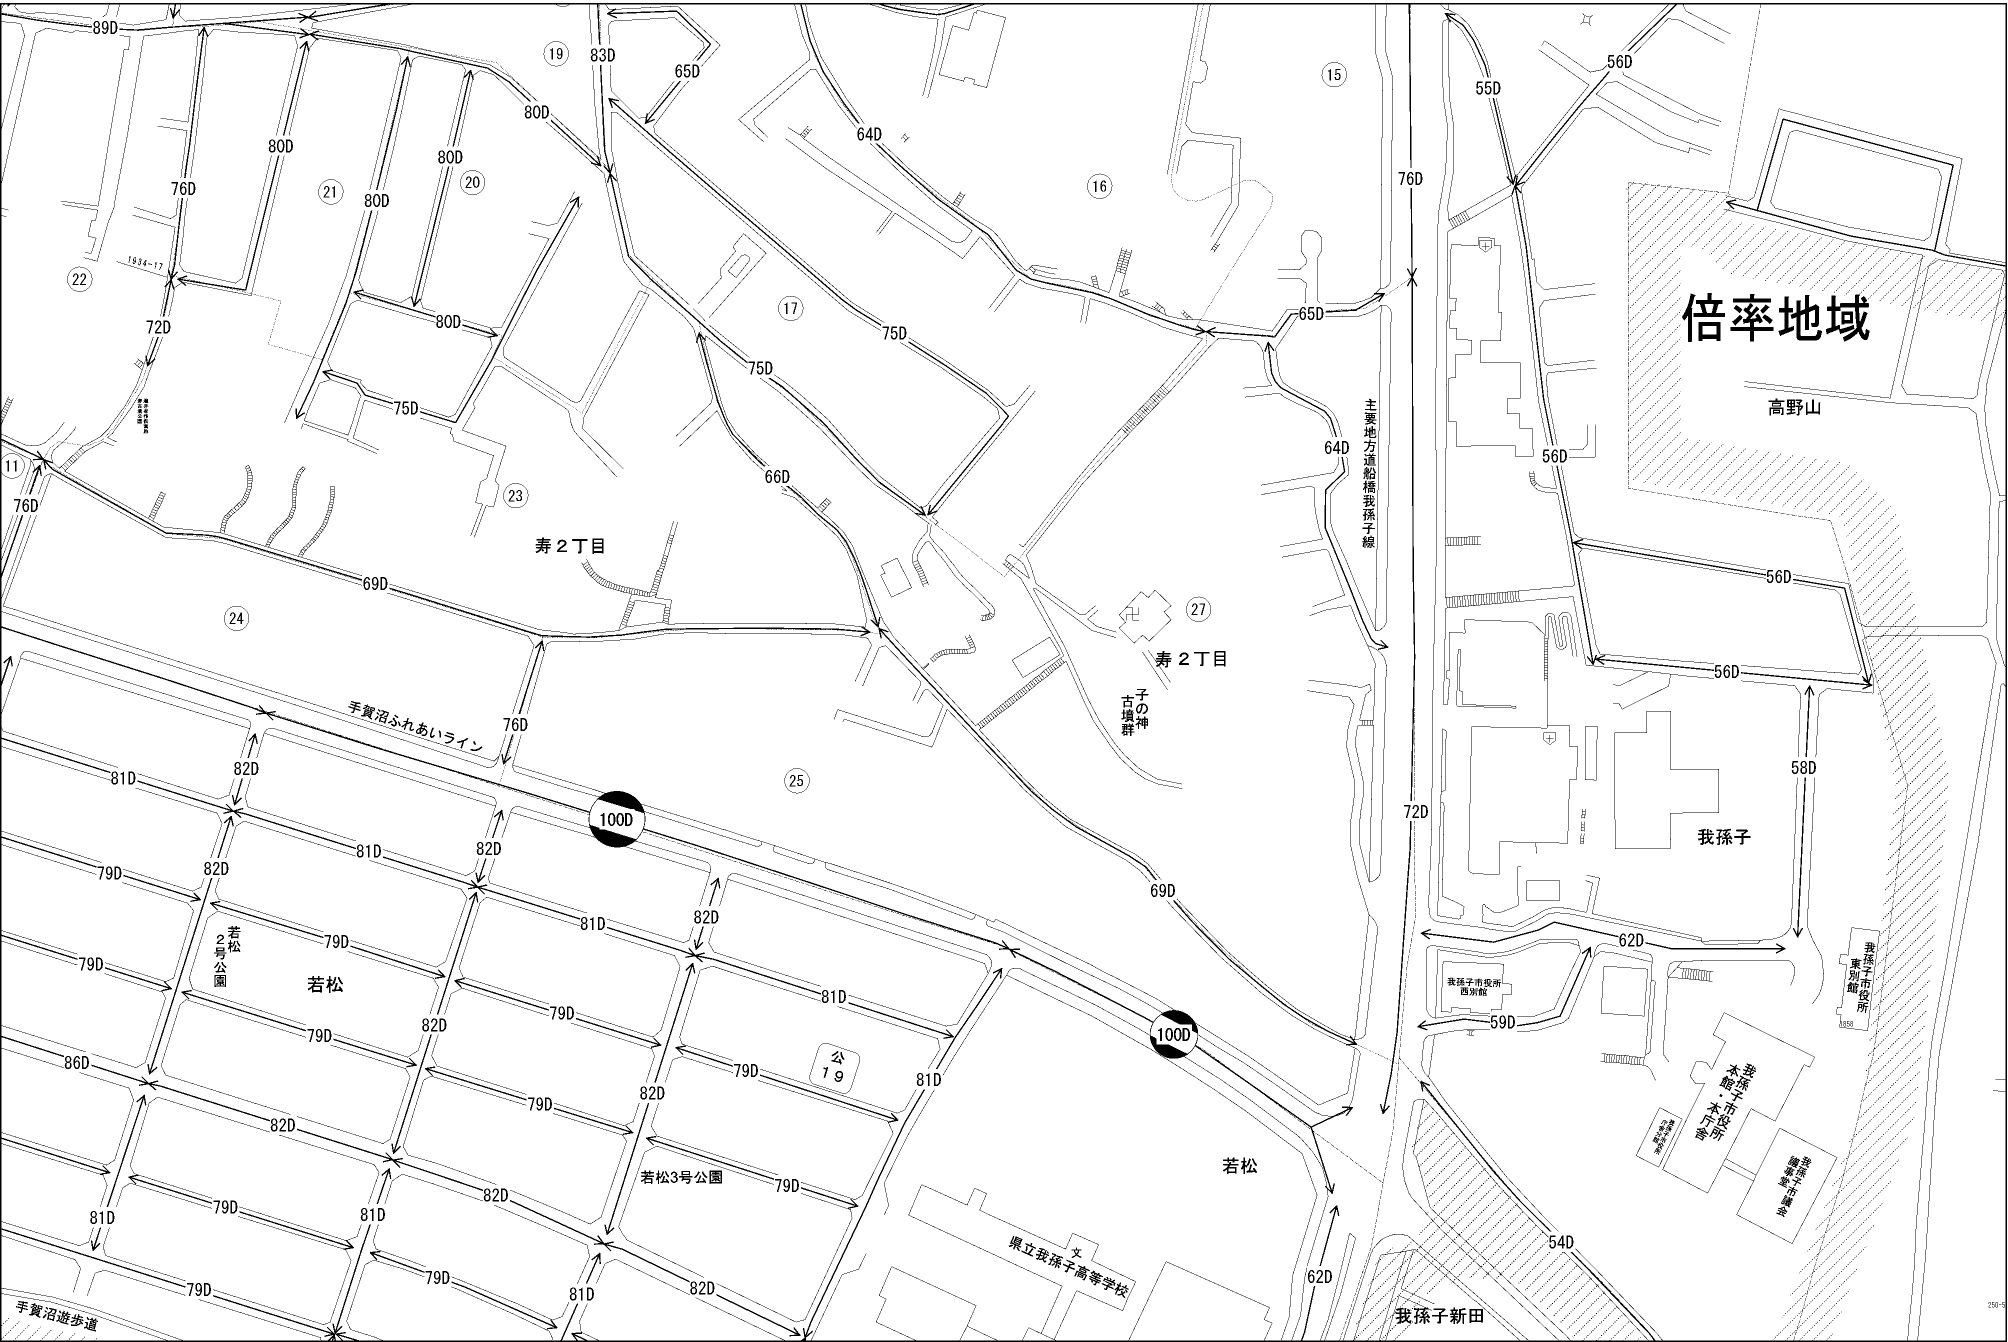 89D
19
83D
65D
80D
64D
15
76D
55D
56D
80D
80D
80D
76D
21
20
16
22
1934-17
72D
80D
17
75D
65D
倍率地域
75D
75D
高野山
主要地方道船橋我孫子線
64D
56D
11
76D
23
66D
寿2丁目
69D
56D
24
27
寿2丁目
子の神
古墳群
56D
手賀沼ふれあいライン
76D
82D
81D
25
58D
100D
72D
82D
81D
我孫子
82D
79D
69D
82D
81D
若松
2号公園
79D
62D
79D
若松
81D
我孫子市役所
西別館
我孫子市役所
東別館
1958
79D
79D
82D
59D
100D
86D
公
19
79D
81D
82D
79D
我孫子市役所
本館・本庁舎
82D
若松
若松3号公園
79D
82D
79D
81D
81D
我孫子市議会
議事堂
県立我孫子高等学校
文
54D
62D
79D
79D
82D
81D
手賀沼遊歩道
我孫子新田